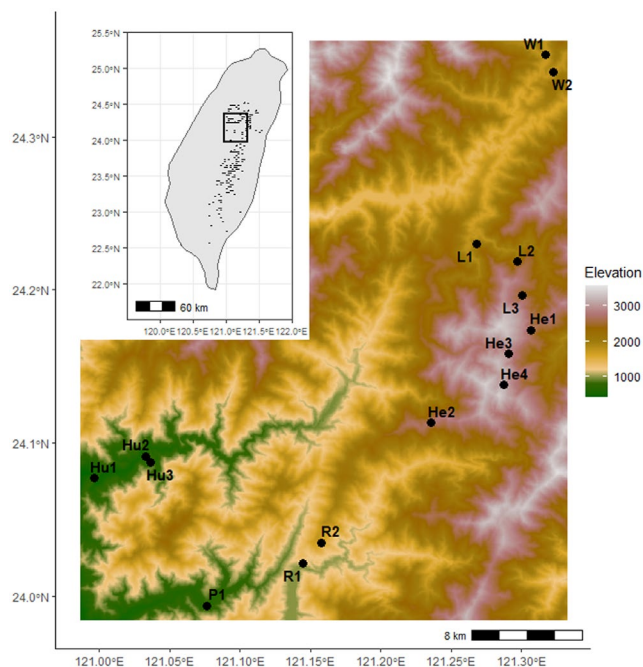 25.5°N
25.0°N
24.5°N
24.0°N
23.5°N
23.0°N
22.5°N
22.0°N
60 km
120.0°E 120.5°E 121.0°E 121.5°E 122.0°E
W1
W2
24.3°N
L1
L2
24.2°N
L3
He1
He3
He4
He2
24.1°N
Hu2
Hu1
Hu3
R2
R1
24.0°N
P1
8 km
121.00°E 121.05°E 121.10°E 121.15°E 121.20°E 121.25°E 121.30°E
Elevation
3000
2000
1000